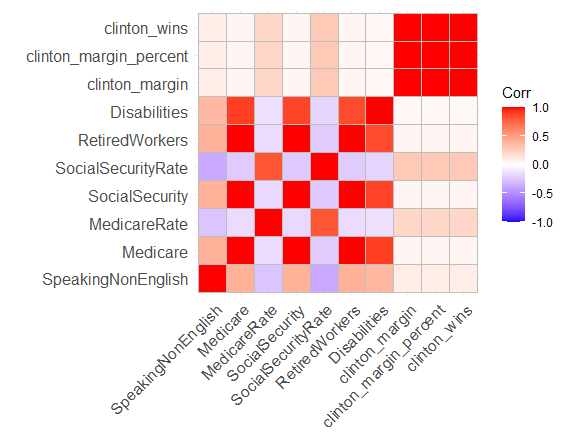 clinton_wins
clinton_margin_percent
clinton_margin
Disabilities
RetiredWorkers
SocialSecurityRate
SocialSecurity
MedicareRate
Medicare
SpeakingNonEnglish
SpeakingNonEnglish
Medicare
MedicareRate
SocialSecurity
SocialSecurityRate
RetiredWorkers
Disabilities
clinton_margin
clinton_margin_percent
clinton_wins
Corr
1.0
0.5
0.0
-0.5
-1.0